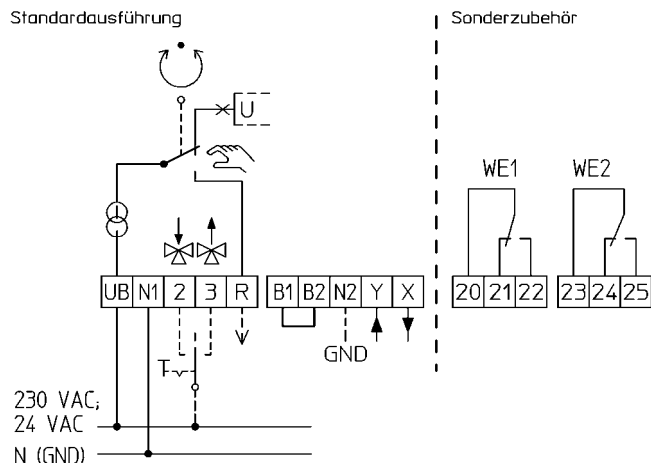 Standardausführung
Sonderzubehör
U
WE1
WE2
UB N1 2 3 R
B1 B2 N2 Y X
20 21 22
23 24 25
GND
230 VAC;
24 VAC
N (GND)